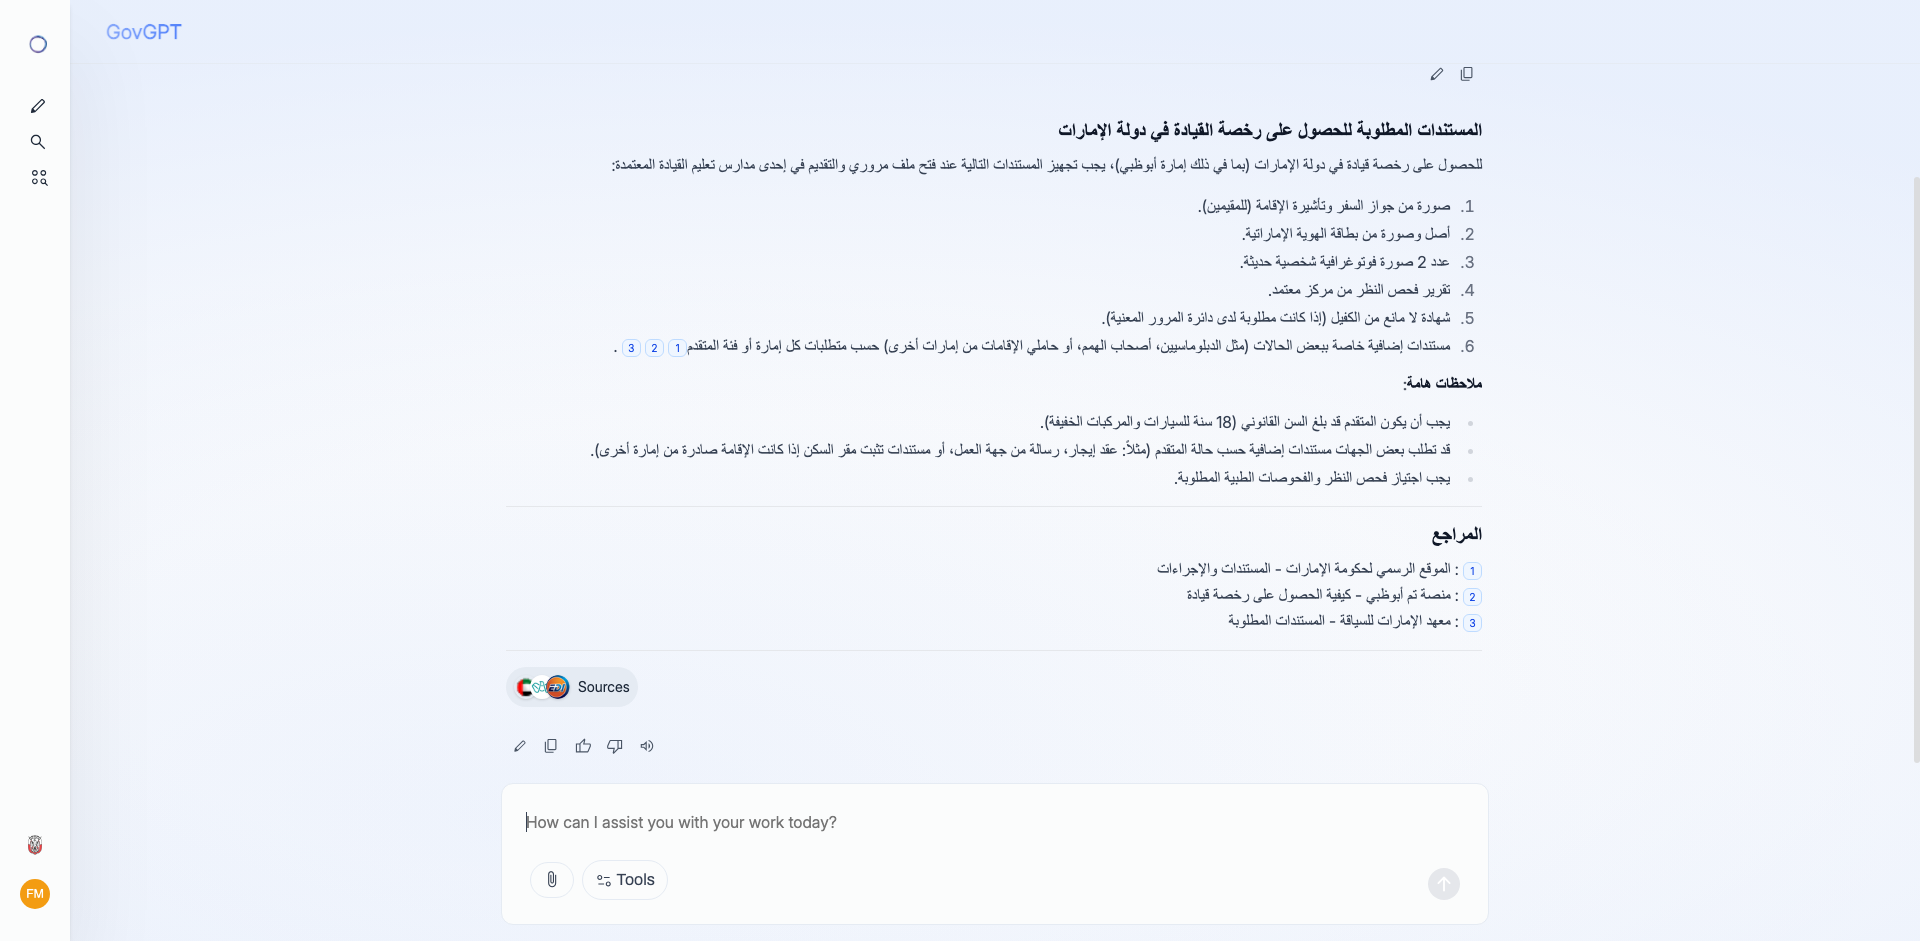 GovGPT
المستندات المطلوبة للحصول على رخصة القيادة في دولة الإمارات
للحصول على رخصة قيادة في دولة الإمارات (بما في ذلك إمارة أبوظبي)، يجب تجهيز المستندات التالية عند فتح ملف مروري والتقديم في إحدى مدارس تعليم القيادة المعتمدة:
1. صورة من جواز السفر وتأشيرة الإقامة (للمقيمين).
2. أصل وصورة من بطاقة الهوية الإماراتية.
3. عدد 2 صورة فوتوغرافية شخصية حديثة.
4. تقرير فحص النظر من مركز معتمد.
5. شهادة لا مانع من الكفيل (إذا كانت مطلوبة لدى دائرة المرور المعنية).
6. مستندات إضافية خاصة ببعض الحالات (مثل الدبلوماسيين، أصحاب الهمم، أو حاملي الإقامات من إمارات أخرى) حسب متطلبات كل إمارة أو فئة المتقدم 1 2 3 .
ملاحظات هامة:
يجب أن يكون المتقدم قد بلغ السن القانوني (18 سنة للسيارات والمركبات الخفيفة).
قد تطلب بعض الجهات مستندات إضافية حسب حالة المتقدم (مثلاً: عقد إيجار، رسالة من جهة العمل، أو مستندات تثبت مقر السكن إذا كانت الإقامة صادرة من إمارة أخرى).
يجب اجتياز فحص النظر والفحوصات الطبية المطلوبة.
المراجع
1 : الموقع الرسمي لحكومة الإمارات - المستندات والإجراءات
2 : منصة تم أبوظبي - كيفية الحصول على رخصة قيادة
3 : معهد الإمارات للسياقة - المستندات المطلوبة
EDI Sources
How can I assist you with your work today?
Tools
FM